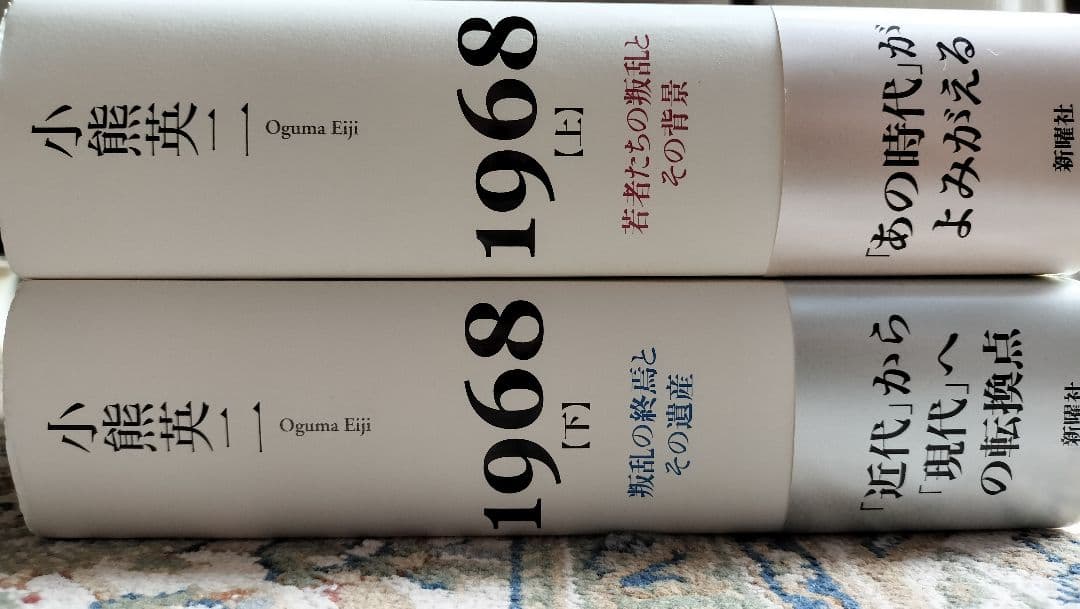 小熊英二
Oguma Eiji
1968
【上】
若者たちの叛乱と
その背景
「あの時代」が
よみがえる
新曜社
小熊英二
Oguma Eiji
1968
【下】
叛乱の終焉と
その遺産
「近代」から
「現代」へ
の転換点
新曜社